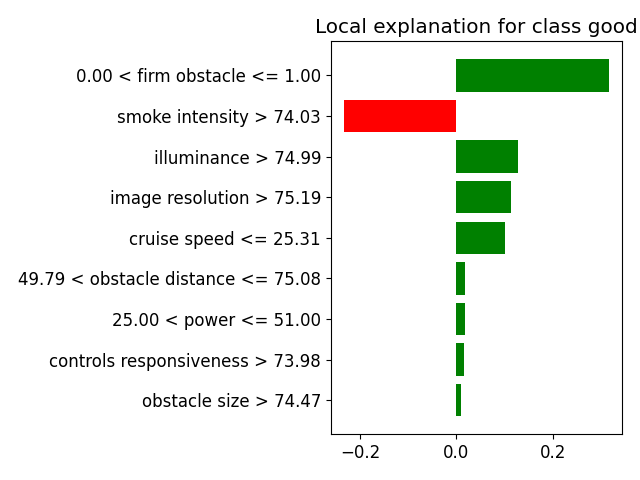 Local explanation for class good
0.00 < firm obstacle <= 1.00
smoke intensity > 74.03
illuminance > 74.99
image resolution > 75.19
cruise speed <= 25.31
49.79 < obstacle distance <= 75.08
25.00 < power <= 51.00
controls responsiveness > 73.98
obstacle size > 74.47
−0.2 0.0 0.2